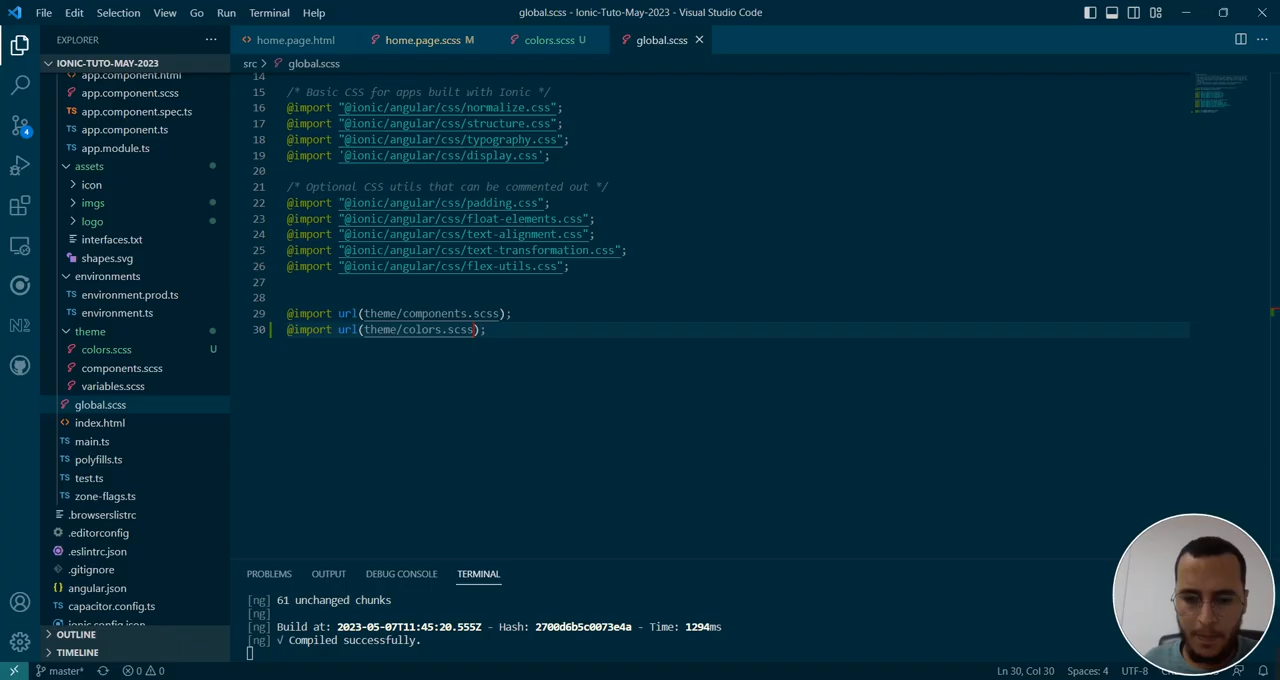 File Edit Selection View Go Run Terminal Help
global.scss - Ionic-Tuto-May-2023 - Visual Studio Code
EXPLORER
home.page.html
home.page.scss M
colors.scss U
global.scss
IONIC-TUTO-MAY-2023
src > global.scss
app.component.html
app.component.scss
app.component.spec.ts
app.component.ts
app.module.ts
assets
icon
imgs
logo
interfaces.txt
shapes.svg
environments
environment.prod.ts
environment.ts
theme
colors.scss U
components.scss
variables.scss
global.scss
index.html
main.ts
polyfills.ts
test.ts
zone-flags.ts
.browserslistrc
.editorconfig
.eslintrc.json
.gitignore
angular.json
capacitor.config.ts
ionic.config.json
OUTLINE
TIMELINE
4
14
15 /* Basic CSS for apps built with Ionic */
16 @import "@ionic/angular/css/normalize.css";
17 @import "@ionic/angular/css/structure.css";
18 @import "@ionic/angular/css/typography.css";
19 @import '@ionic/angular/css/display.css';
20
21 /* Optional CSS utils that can be commented out */
22 @import "@ionic/angular/css/padding.css";
23 @import "@ionic/angular/css/float-elements.css";
24 @import "@ionic/angular/css/text-alignment.css";
25 @import "@ionic/angular/css/text-transformation.css";
26 @import "@ionic/angular/css/flex-utils.css";
27
28
29 @import url(theme/components.scss);
30 @import url(theme/colors.scss);
PROBLEMS OUTPUT DEBUG CONSOLE TERMINAL
[ng] 61 unchanged chunks
[ng]
[ng] Build at: 2023-05-07T11:45:20.555Z - Hash: 2700d6b5c0073e4a - Time: 1294ms
[ng] √ Compiled successfully.
master* 0 0
Ln 30, Col 30 Spaces: 4 UTF-8